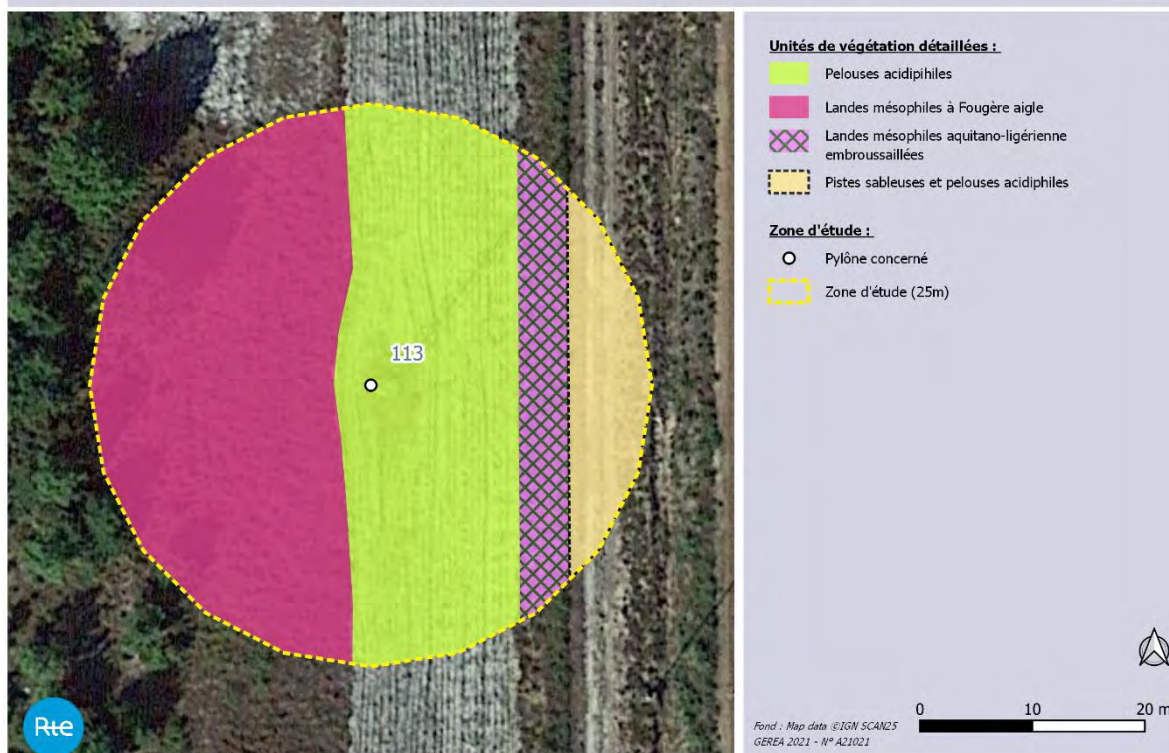 Unités de végétation détaillées :
Pelouses acidipihiles
Landes mésophiles à Fougère aigle
Landes mésophiles aquitano-ligérienne
embroussaillées
Pistes sableuses et pelouses acidiphiles
Zone d'étude :
Pylône concerné
Zone d'étude (25m)
113
Rte
0 10 20 m
Fond : Map data ©IGN SCAN25
GEREA 2021 - N° A21021